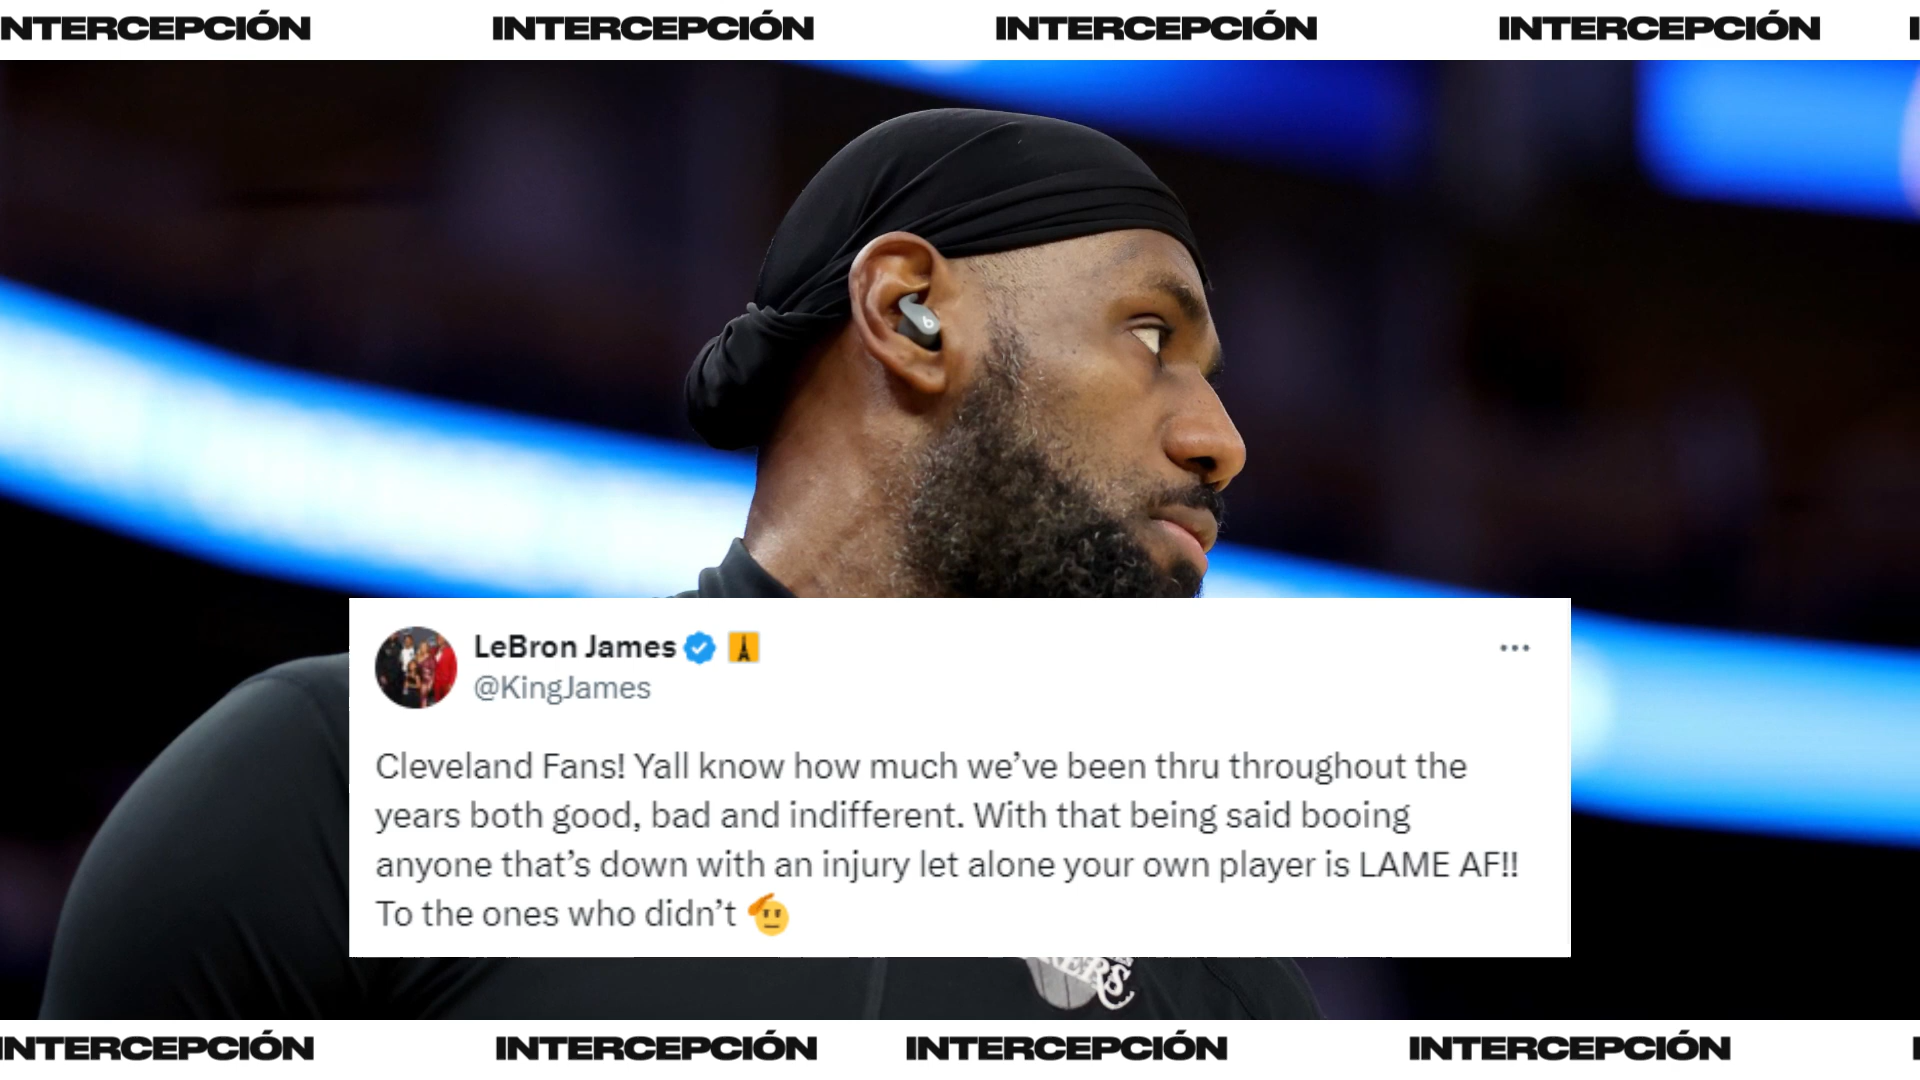 NTERCEPCIÓN INTERCEPCIÓN INTERCEPCIÓN INTERCEPCIÓN I
LeBron James
@KingJames
Cleveland Fans! Yall know how much we’ve been thru throughout the
years both good, bad and indifferent. With that being said booing
anyone that’s down with an injury let alone your own player is LAME AF!!
To the ones who didn’t 🫡
INTERCEPCIÓN INTERCEPCIÓN INTERCEPCIÓN INTERCEPCIÓN I